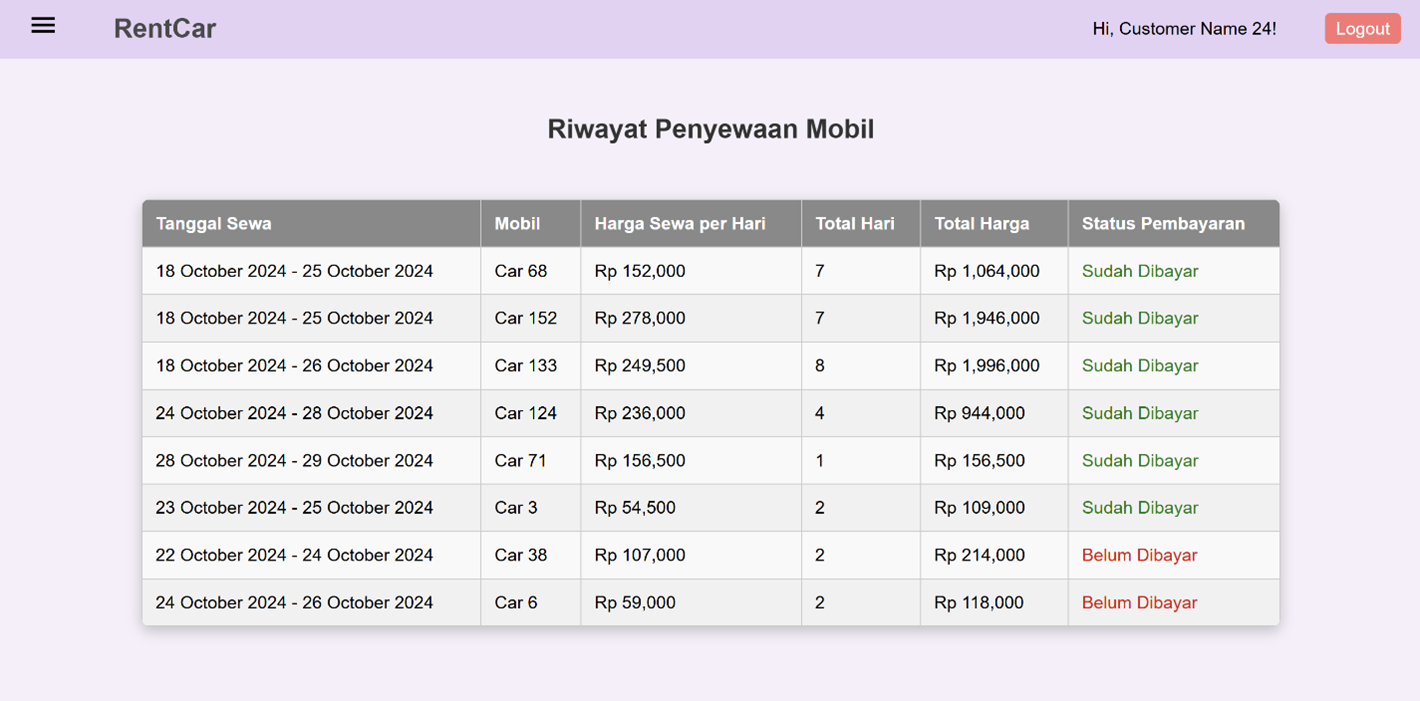 RentCar Hi, Customer Name 24! Logout
Riwayat Penyewaan Mobil
Tanggal Sewa Mobil Harga Sewa per Hari Total Hari Total Harga Status Pembayaran
18 October 2024 - 25 October 2024 Car 68 Rp 152,000 7 Rp 1,064,000 Sudah Dibayar
18 October 2024 - 25 October 2024 Car 152 Rp 278,000 7 Rp 1,946,000 Sudah Dibayar
18 October 2024 - 26 October 2024 Car 133 Rp 249,500 8 Rp 1,996,000 Sudah Dibayar
24 October 2024 - 28 October 2024 Car 124 Rp 236,000 4 Rp 944,000 Sudah Dibayar
28 October 2024 - 29 October 2024 Car 71 Rp 156,500 1 Rp 156,500 Sudah Dibayar
23 October 2024 - 25 October 2024 Car 3 Rp 54,500 2 Rp 109,000 Sudah Dibayar
22 October 2024 - 24 October 2024 Car 38 Rp 107,000 2 Rp 214,000 Belum Dibayar
24 October 2024 - 26 October 2024 Car 6 Rp 59,000 2 Rp 118,000 Belum Dibayar